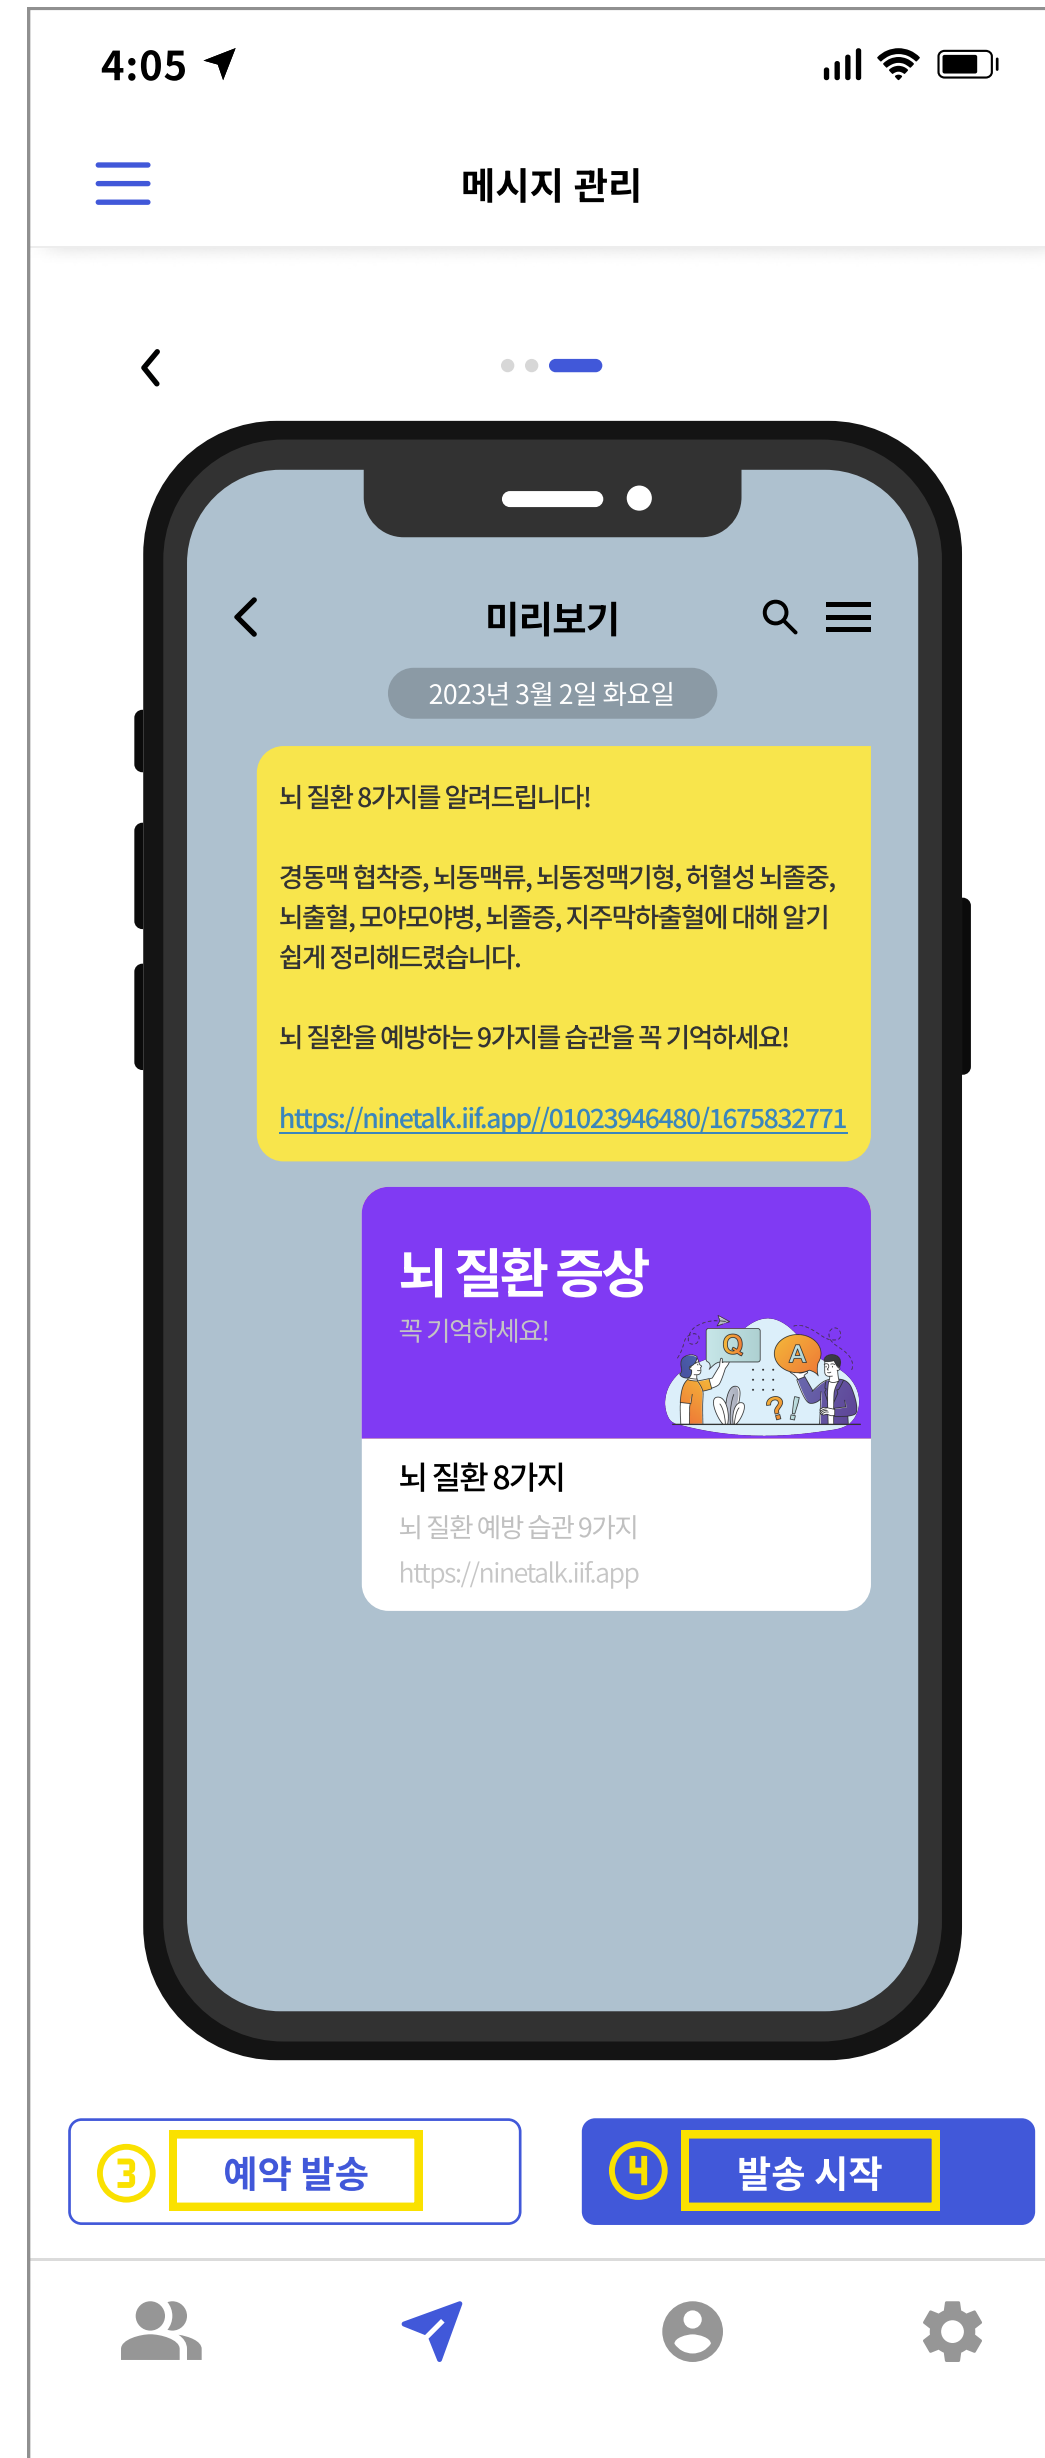 4:05
메시지 관리
미리보기
2023년 3월 2일 화요일
뇌 질환 8가지를 알려드립니다!
경동맥 협착증, 뇌동맥류, 뇌동정맥기형, 허혈성 뇌졸중,
뇌출혈, 모야모야병, 뇌졸증, 지주막하출혈에 대해 알기
쉽게 정리해드렸습니다.
뇌 질환을 예방하는 9가지를 습관을 꼭 기억하세요!
https://ninetalk.iif.app//01023946480/1675832771
뇌 질환 증상
꼭 기억하세요!
Q
A
?!
뇌 질환 8가지
뇌 질환 예방 습관 9가지
https://ninetalk.iif.app
3 예약 발송
4 발송 시작